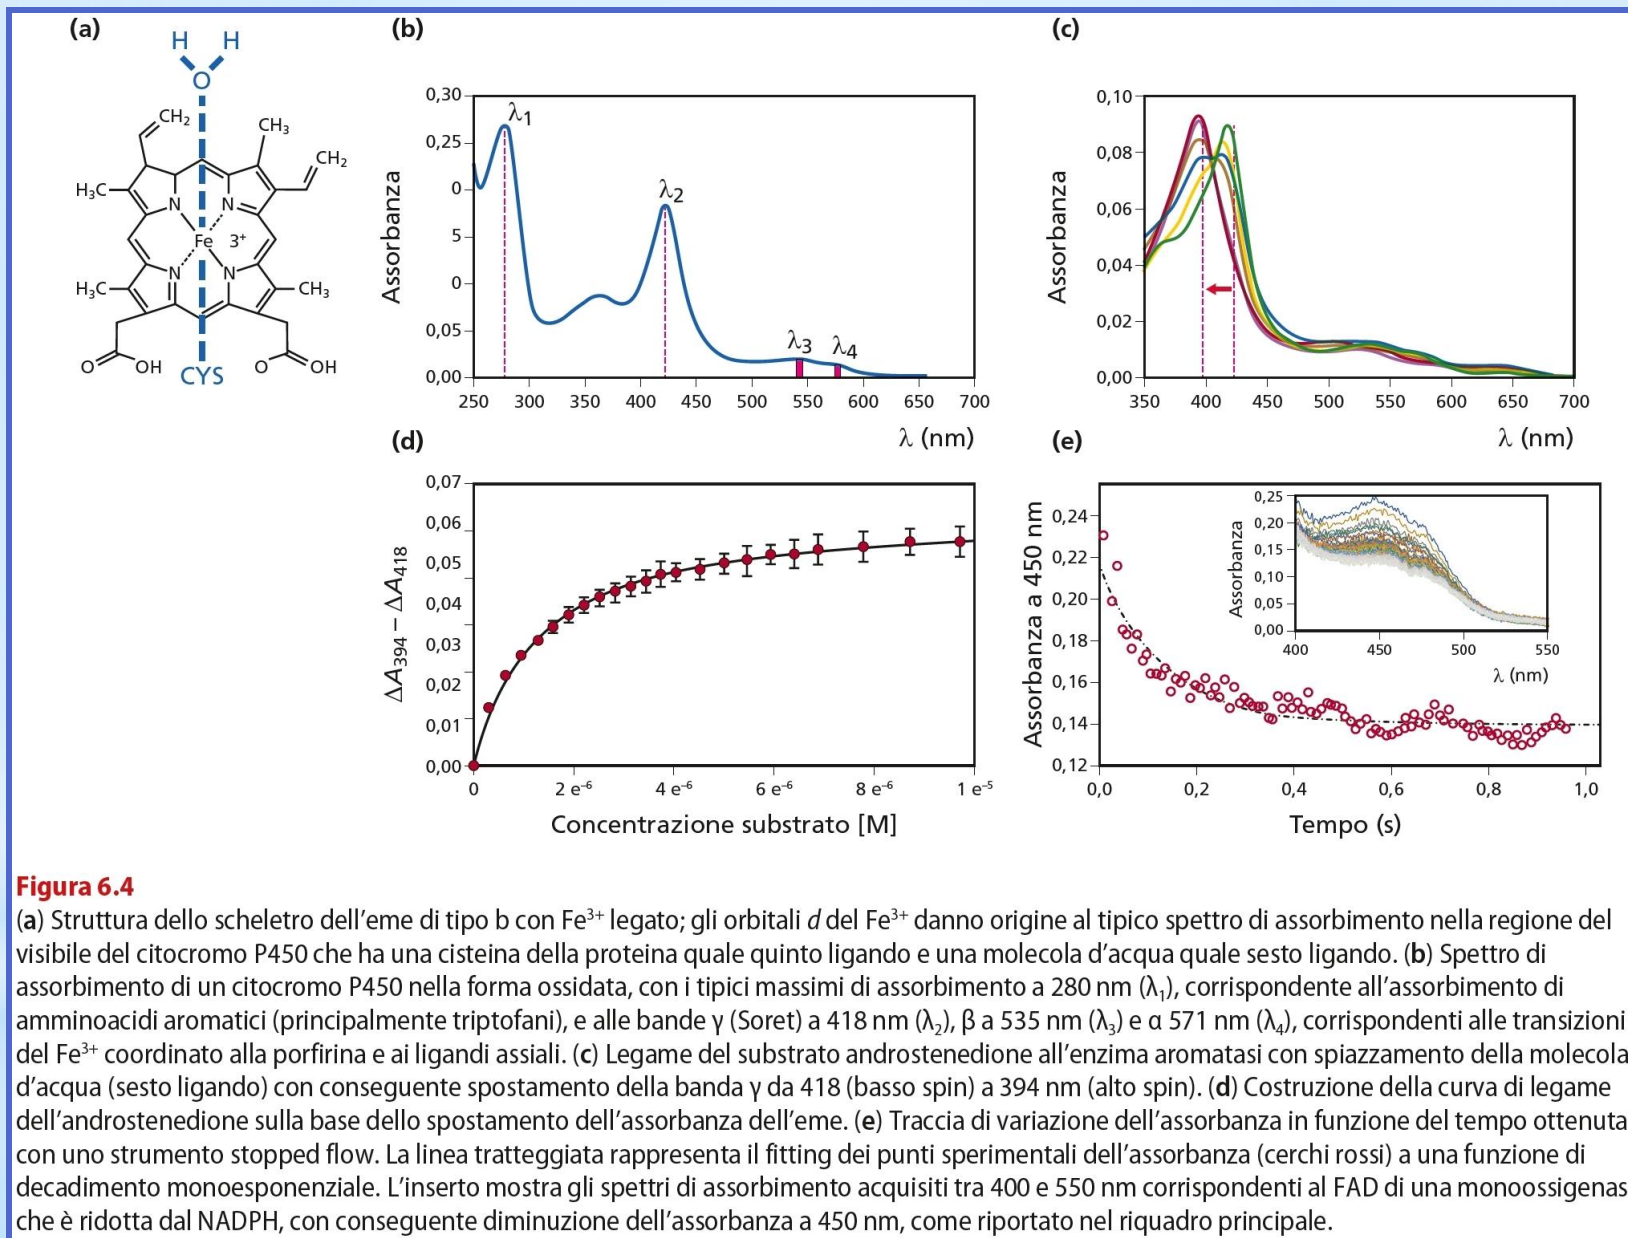 (a)
(b)
(c)
H H
O
CH₂
CH₃
CH₂
H₃C
N N
Fe 3+
N N
H₃C
CH₃
O OH
O OH
CYS
0,30
0,25
0
5
0
0,05
0,00
Assorbanza
λ₁
λ₂
λ₃
λ₄
250 300 350 400 450 500 550 600 650 700
λ (nm)
0,10
0,08
0,06
0,04
0,02
0,00
Assorbanza
350 400 450 500 550 600 650 700
λ (nm)
(d)
0,07
0,06
0,05
0,04
0,03
0,02
0,01
0,00
ΔA₃₉₄ – ΔA₄₁₈
0 2 e⁻⁶ 4 e⁻⁶ 6 e⁻⁶ 8 e⁻⁶ 1 e⁻⁵
Concentrazione substrato [M]
(e)
0,24
0,22
0,20
0,18
0,16
0,14
0,12
Assorbanza a 450 nm
0,0 0,2 0,4 0,6 0,8 1,0
Tempo (s)
0,25
0,20
0,15
0,10
0,05
0,00
Assorbanza
400 450 500 550
λ (nm)
Figura 6.4
(a) Struttura dello scheletro dell’eme di tipo b con Fe³⁺ legato; gli orbitali d del Fe³⁺ danno origine al tipico spettro di assorbimento nella regione del
visibile del citocromo P450 che ha una cisteina della proteina quale quinto ligando e una molecola d’acqua quale sesto ligando. (b) Spettro di
assorbimento di un citocromo P450 nella forma ossidata, con i tipici massimi di assorbimento a 280 nm (λ₁), corrispondente all’assorbimento di
amminoacidi aromatici (principalmente triptofani), e alle bande γ (Soret) a 418 nm (λ₂), β a 535 nm (λ₃) e α 571 nm (λ₄), corrispondenti alle transizioni
del Fe³⁺ coordinato alla porfirina e ai ligandi assiali. (c) Legame del substrato androstenedione all’enzima aromatasi con spiazzamento della molecola
d’acqua (sesto ligando) con conseguente spostamento della banda γ da 418 (basso spin) a 394 nm (alto spin). (d) Costruzione della curva di legame
dell’androstenedione sulla base dello spostamento dell’assorbanza dell’eme. (e) Traccia di variazione dell’assorbanza in funzione del tempo ottenuta
con uno strumento stopped flow. La linea tratteggiata rappresenta il fitting dei punti sperimentali dell’assorbanza (cerchi rossi) a una funzione di
decadimento monoesponenziale. L’inserto mostra gli spettri di assorbimento acquisiti tra 400 e 550 nm corrispondenti al FAD di una monoossigenas
che è ridotta dal NADPH, con conseguente diminuzione dell’assorbanza a 450 nm, come riportato nel riquadro principale.